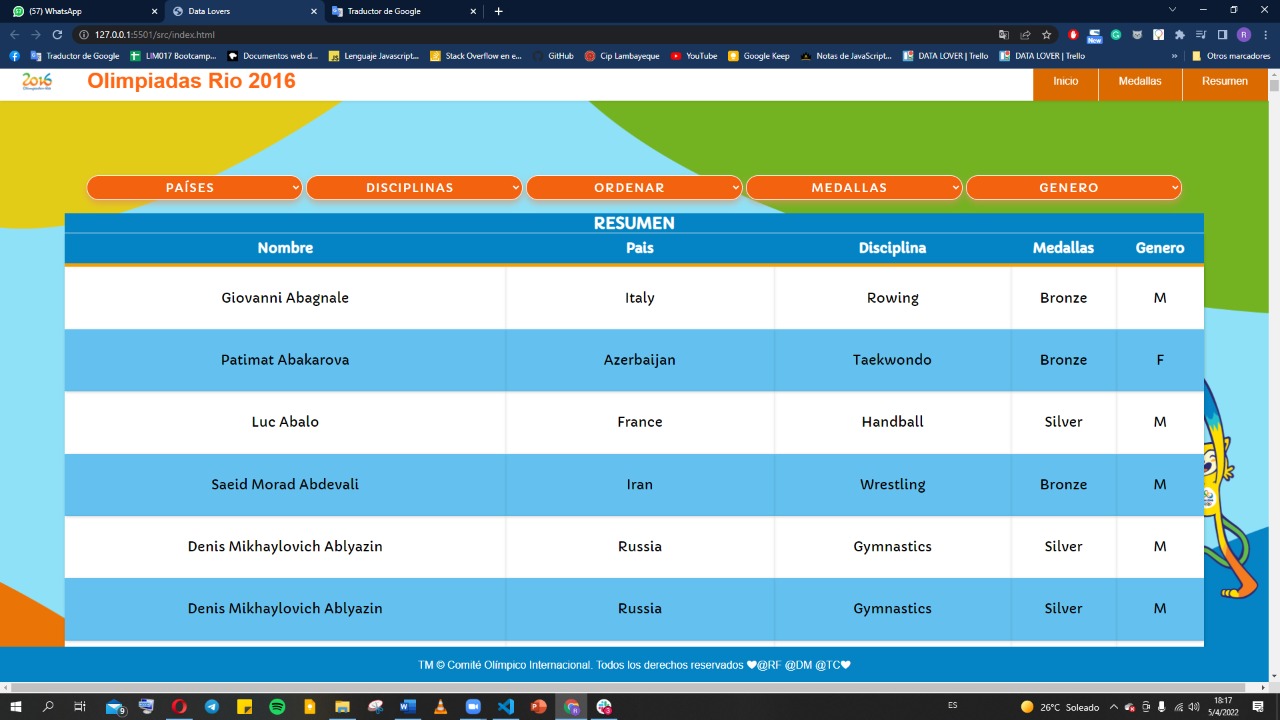 (57) WhatsApp
Data Lovers
Traductor de Google
127.0.0.1:5501/src/index.html
New
R
Traductor de Google
LIM017 Bootcamp...
Documentos web d...
Lenguaje Javascript...
Stack Overflow en e...
GitHub
Cip Lambayeque
YouTube
Google Keep
Notas de JavaScript...
DATA LOVER | Trello
DATA LOVER | Trello
»
Otros marcadores
2016
Olimpiadas Rio 2016
Inicio
Medallas
Resumen
PAÍSES
DISCIPLINAS
ORDENAR
MEDALLAS
GENERO
RESUMEN
Nombre Pais Disciplina Medallas Genero
Giovanni Abagnale Italy Rowing Bronze M
Patimat Abakarova Azerbaijan Taekwondo Bronze F
Luc Abalo France Handball Silver M
Saeid Morad Abdevali Iran Wrestling Bronze M
Denis Mikhaylovich Ablyazin Russia Gymnastics Silver M
Denis Mikhaylovich Ablyazin Russia Gymnastics Silver M
TM © Comité Olímpico Internacional. Todos los derechos reservados ❤@RF @DM @TC❤
9
ES
26°C Soleado
18:17
5/4/2022